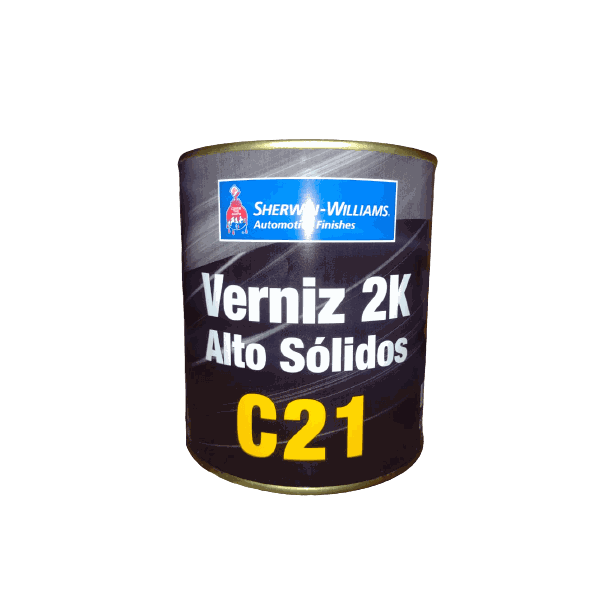 SHERWIN-WILLIAMS.
Automotive Finishes
Verniz 2K
Alto Sólidos
C21